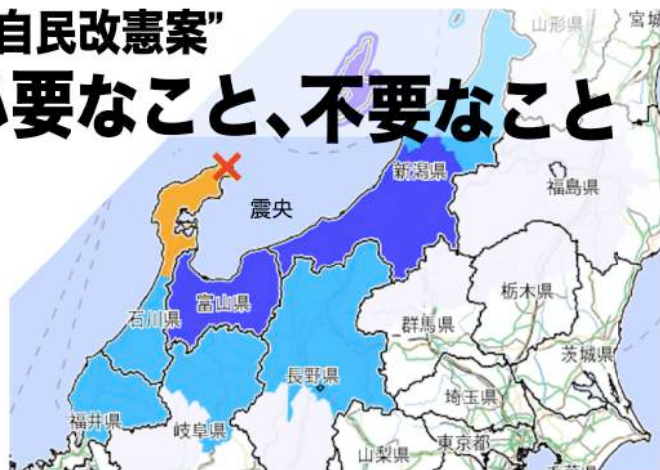 自民改憲案”
必要なこと、不要なこと
山形県
宮城
新潟県
福島県
震央
石川県
富山県
栃木県
群馬県
茨城県
長野県
埼玉県
福井県
岐阜県
東京都
山梨県